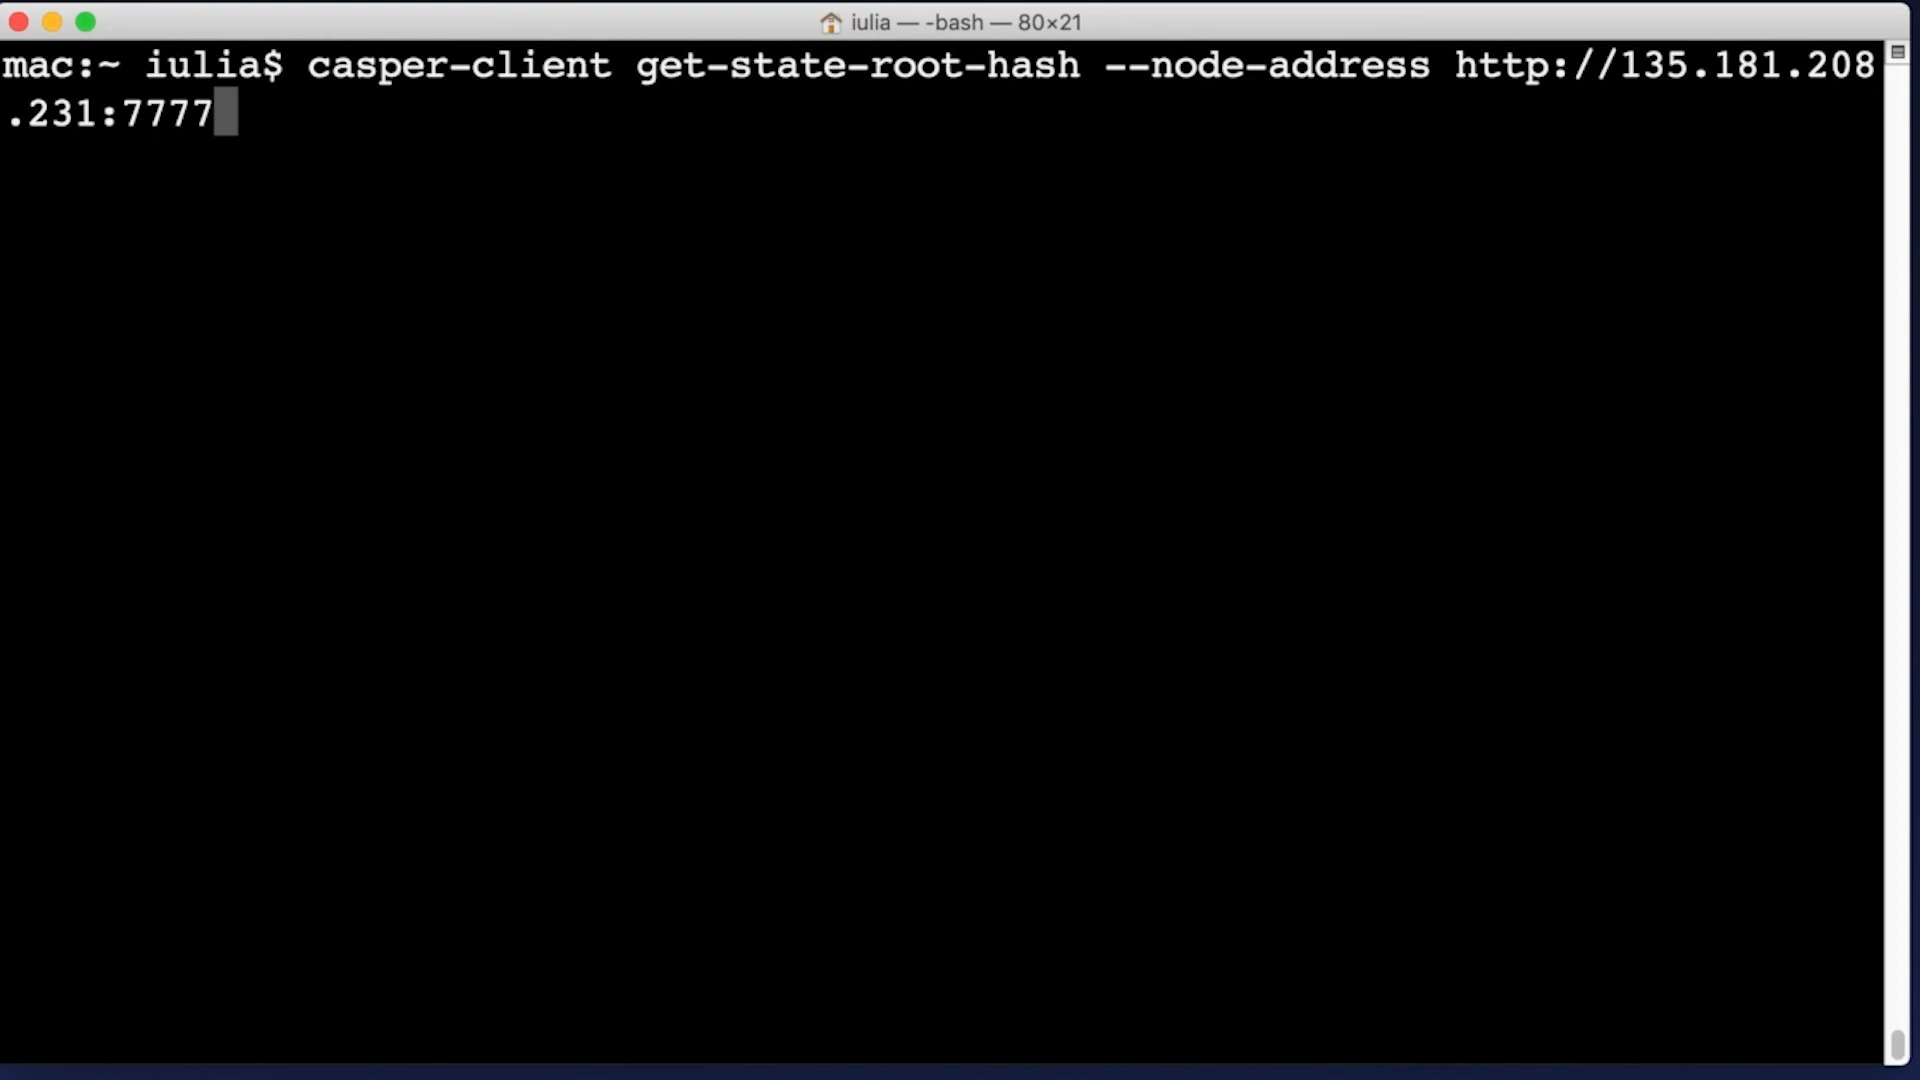 iulia — -bash — 80×21
mac:~ iulia$ casper-client get-state-root-hash --node-address http://135.181.208
.231:7777